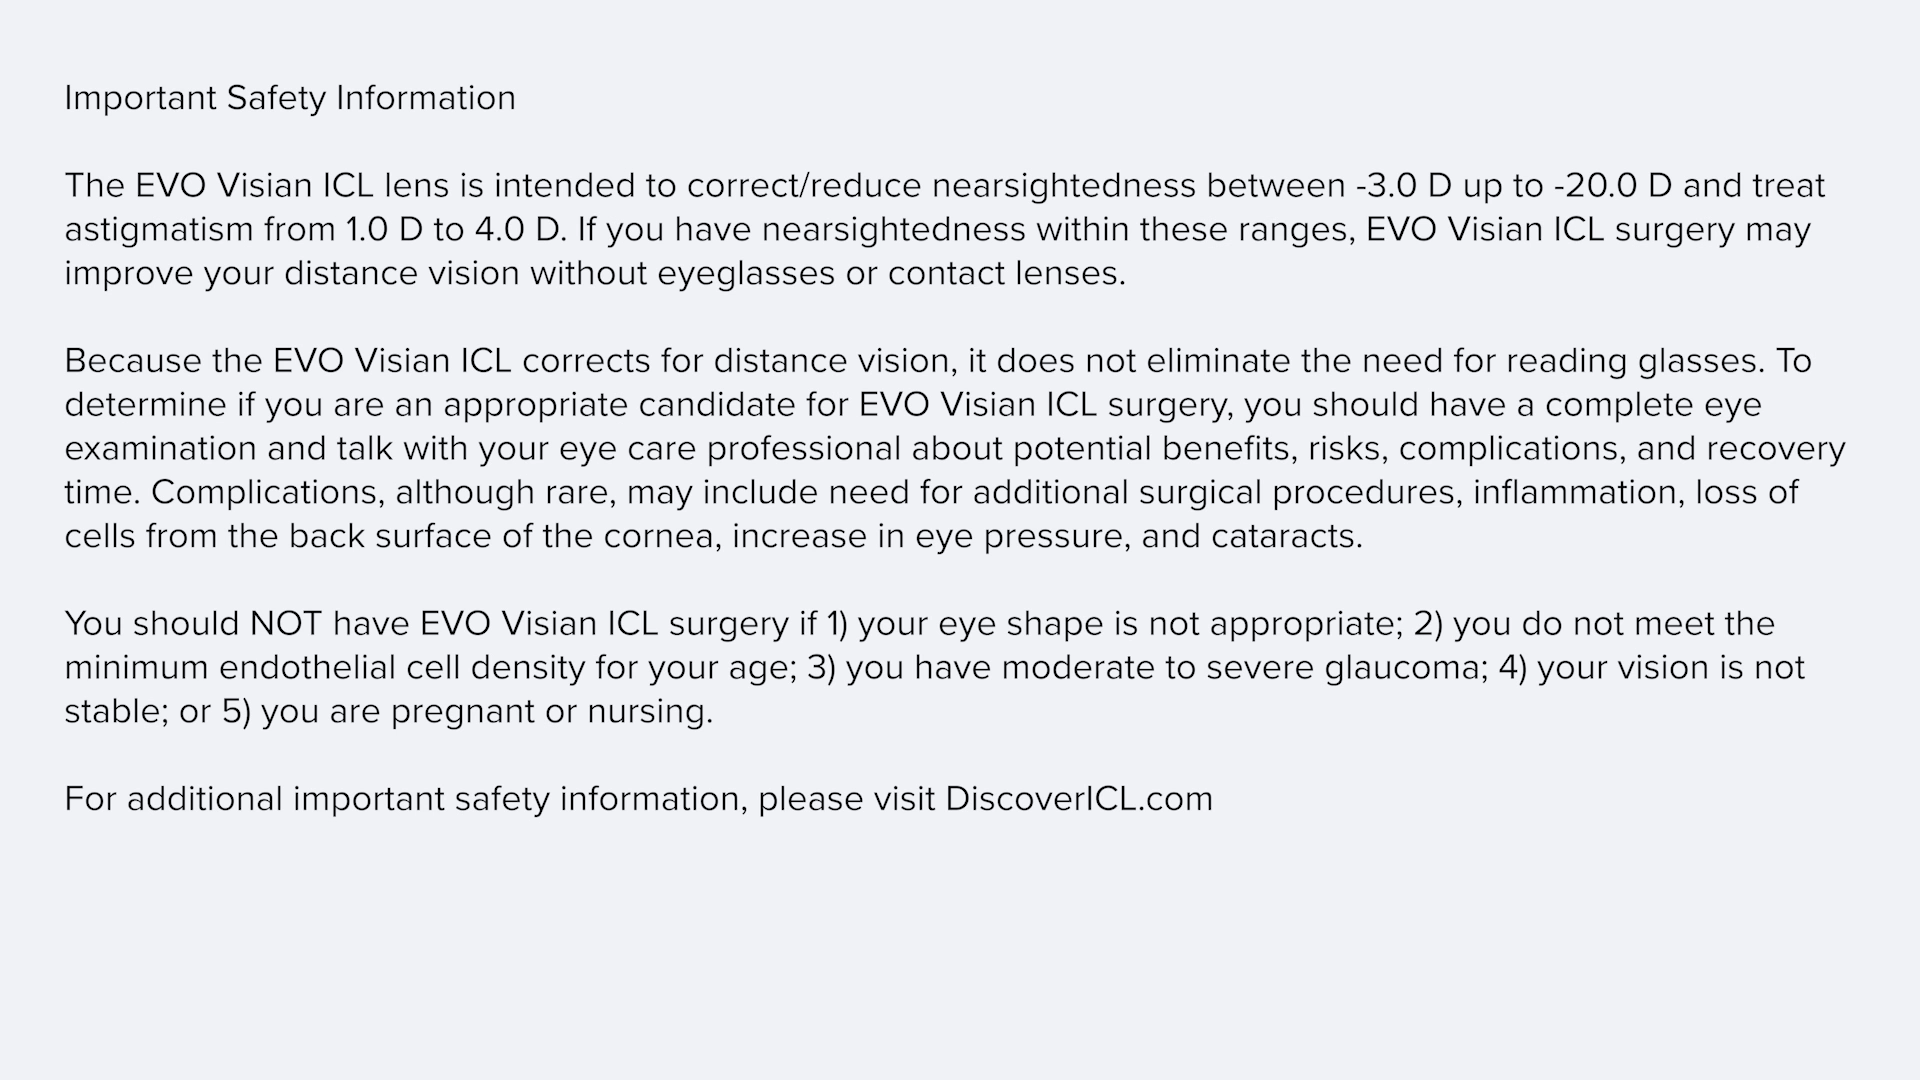 Important Safety Information
The EVO Visian ICL lens is intended to correct/reduce nearsightedness between -3.0 D up to -20.0 D and treat
astigmatism from 1.0 D to 4.0 D. If you have nearsightedness within these ranges, EVO Visian ICL surgery may
improve your distance vision without eyeglasses or contact lenses.
Because the EVO Visian ICL corrects for distance vision, it does not eliminate the need for reading glasses. To
determine if you are an appropriate candidate for EVO Visian ICL surgery, you should have a complete eye
examination and talk with your eye care professional about potential benefits, risks, complications, and recovery
time. Complications, although rare, may include need for additional surgical procedures, inflammation, loss of
cells from the back surface of the cornea, increase in eye pressure, and cataracts.
You should NOT have EVO Visian ICL surgery if 1) your eye shape is not appropriate; 2) you do not meet the
minimum endothelial cell density for your age; 3) you have moderate to severe glaucoma; 4) your vision is not
stable; or 5) you are pregnant or nursing.
For additional important safety information, please visit DiscoverICL.com